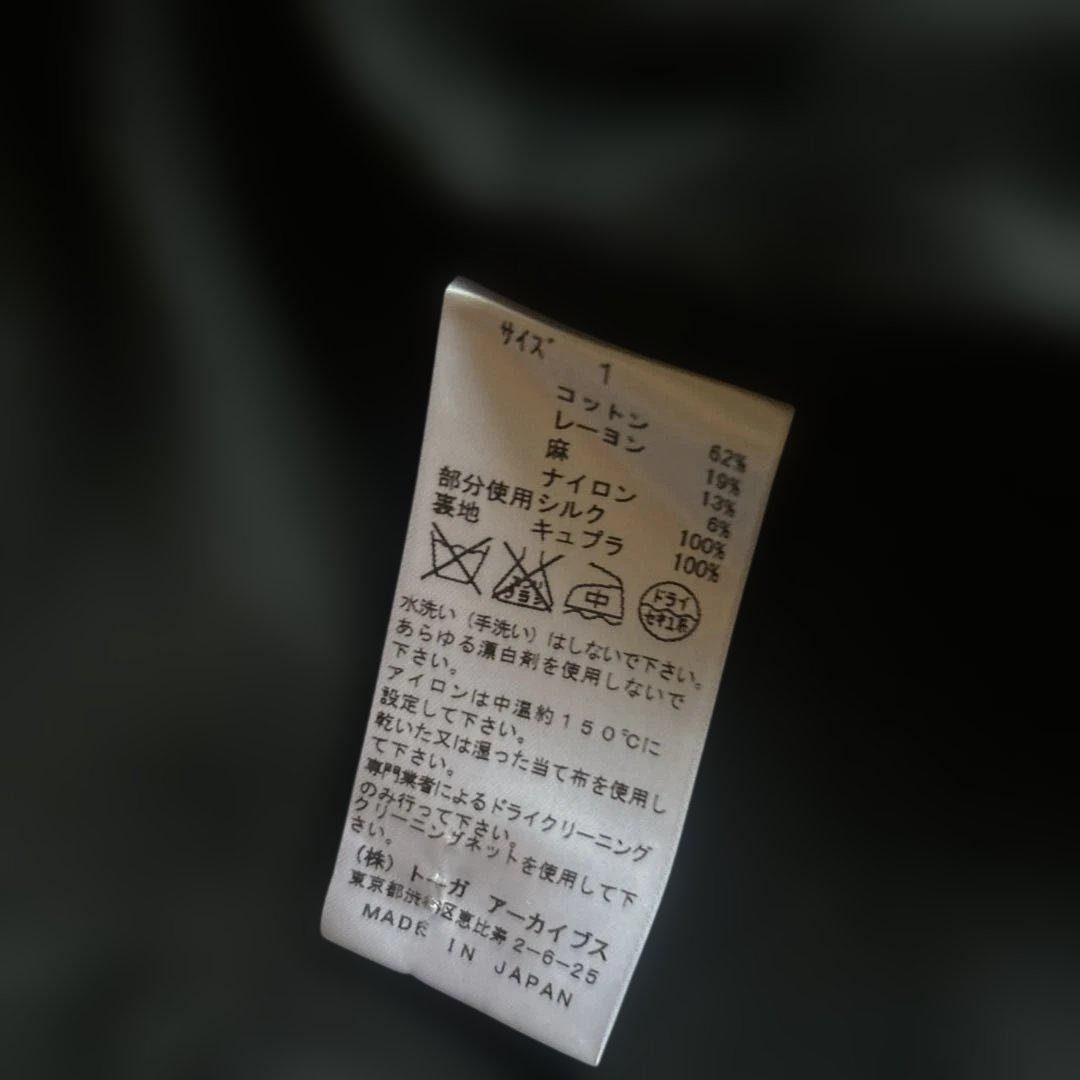 サイズ
1
コットン 62%
レーヨン 19%
麻 13%
ナイロン 6%
部分使用 シルク 100%
裏地 キュプラ 100%
中
ドライ
セキユ系
水洗い（手洗い）はしないで下さい。
あらゆる漂白剤を使用しないで
下さい。
アイロンは中温約１５０℃に
設定して下さい。
乾いた又は湿った当て布を使用し
て下さい。
専門業者によるドライクリーニング
のみ行って下さい。
クリーニングネットを使用して下
さい。
（株）トーガ アーカイブス
東京都渋谷区恵比寿2-6-25
MADE IN JAPAN